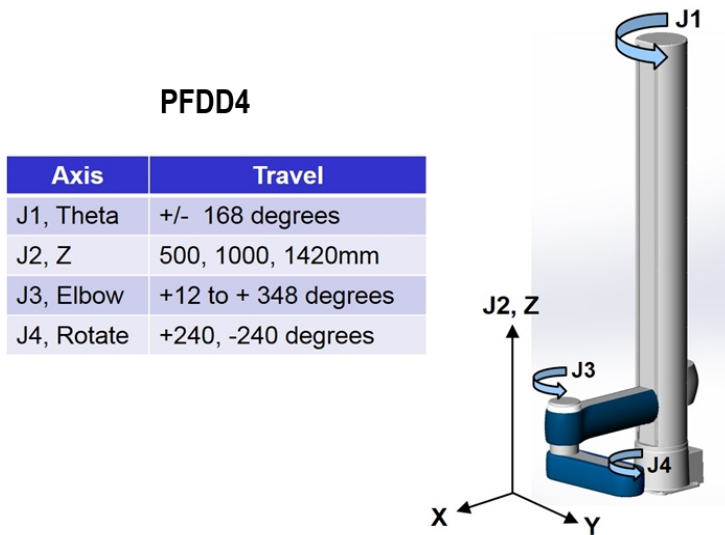 PFDD4
Axis Travel
J1, Theta +/- 168 degrees
J2, Z 500, 1000, 1420mm
J3, Elbow +12 to + 348 degrees
J4, Rotate +240, -240 degrees
J1
J2, Z
J3
J4
X
Y